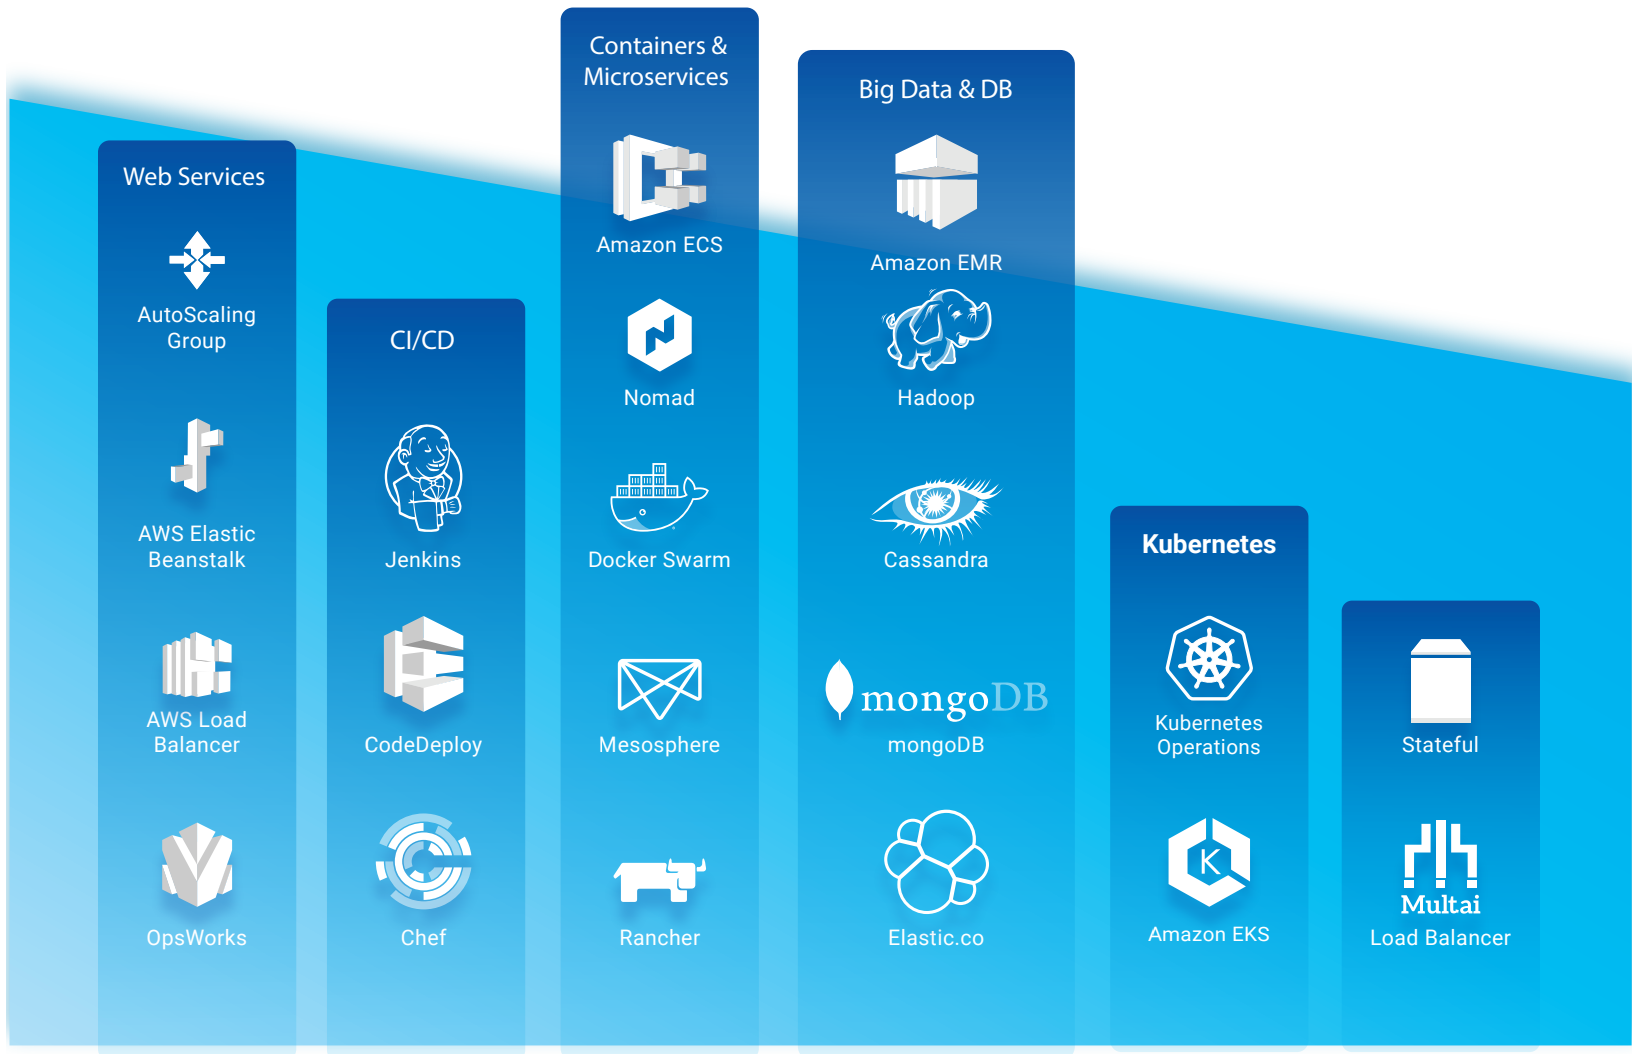 Web Services
AutoScaling
Group
AWS Elastic
Beanstalk
AWS Load
Balancer
OpsWorks
CI/CD
Jenkins
CodeDeploy
Chef
Containers &
Microservices
Amazon ECS
Nomad
Docker Swarm
Mesosphere
Rancher
Big Data & DB
Amazon EMR
Hadoop
Cassandra
mongoDB
mongoDB
Elastic.co
Kubernetes
Kubernetes
Operations
K
Amazon EKS
Stateful
Multai
Load Balancer